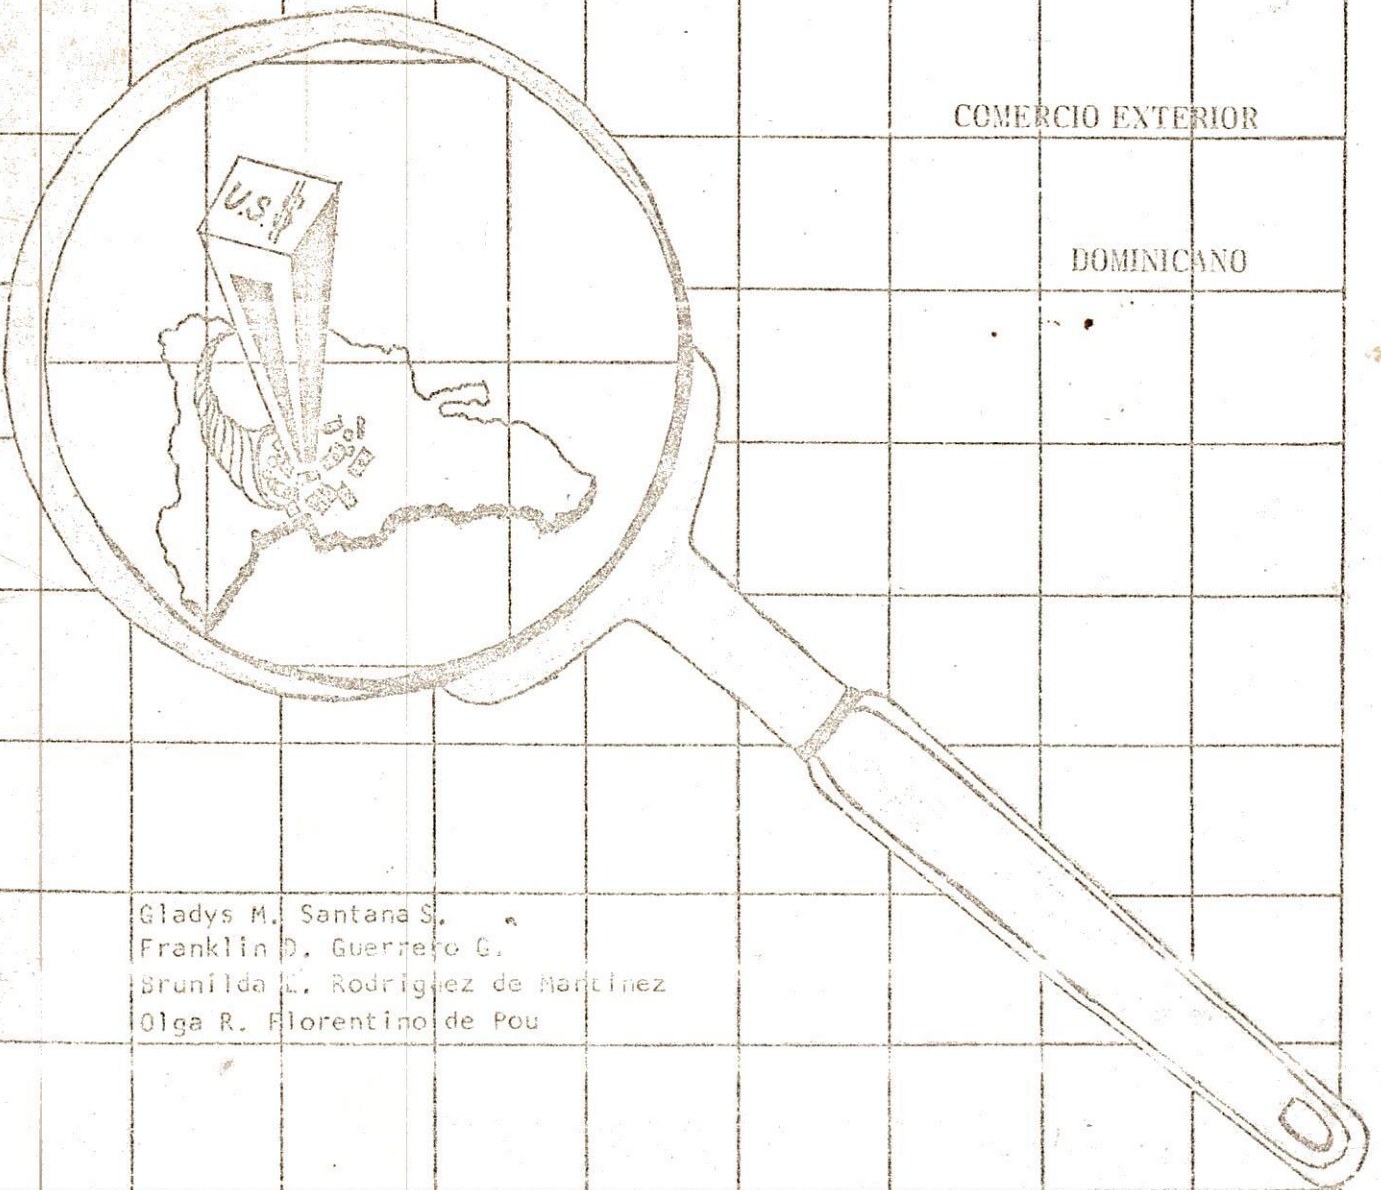 COMERCIO EXTERIOR
DOMINICANO
U.S.$
Gladys M. Santana S.
Franklin D. Guerrero G.
Brunilda L. Rodriguez de Martinez
Olga R. Florentino de Pou